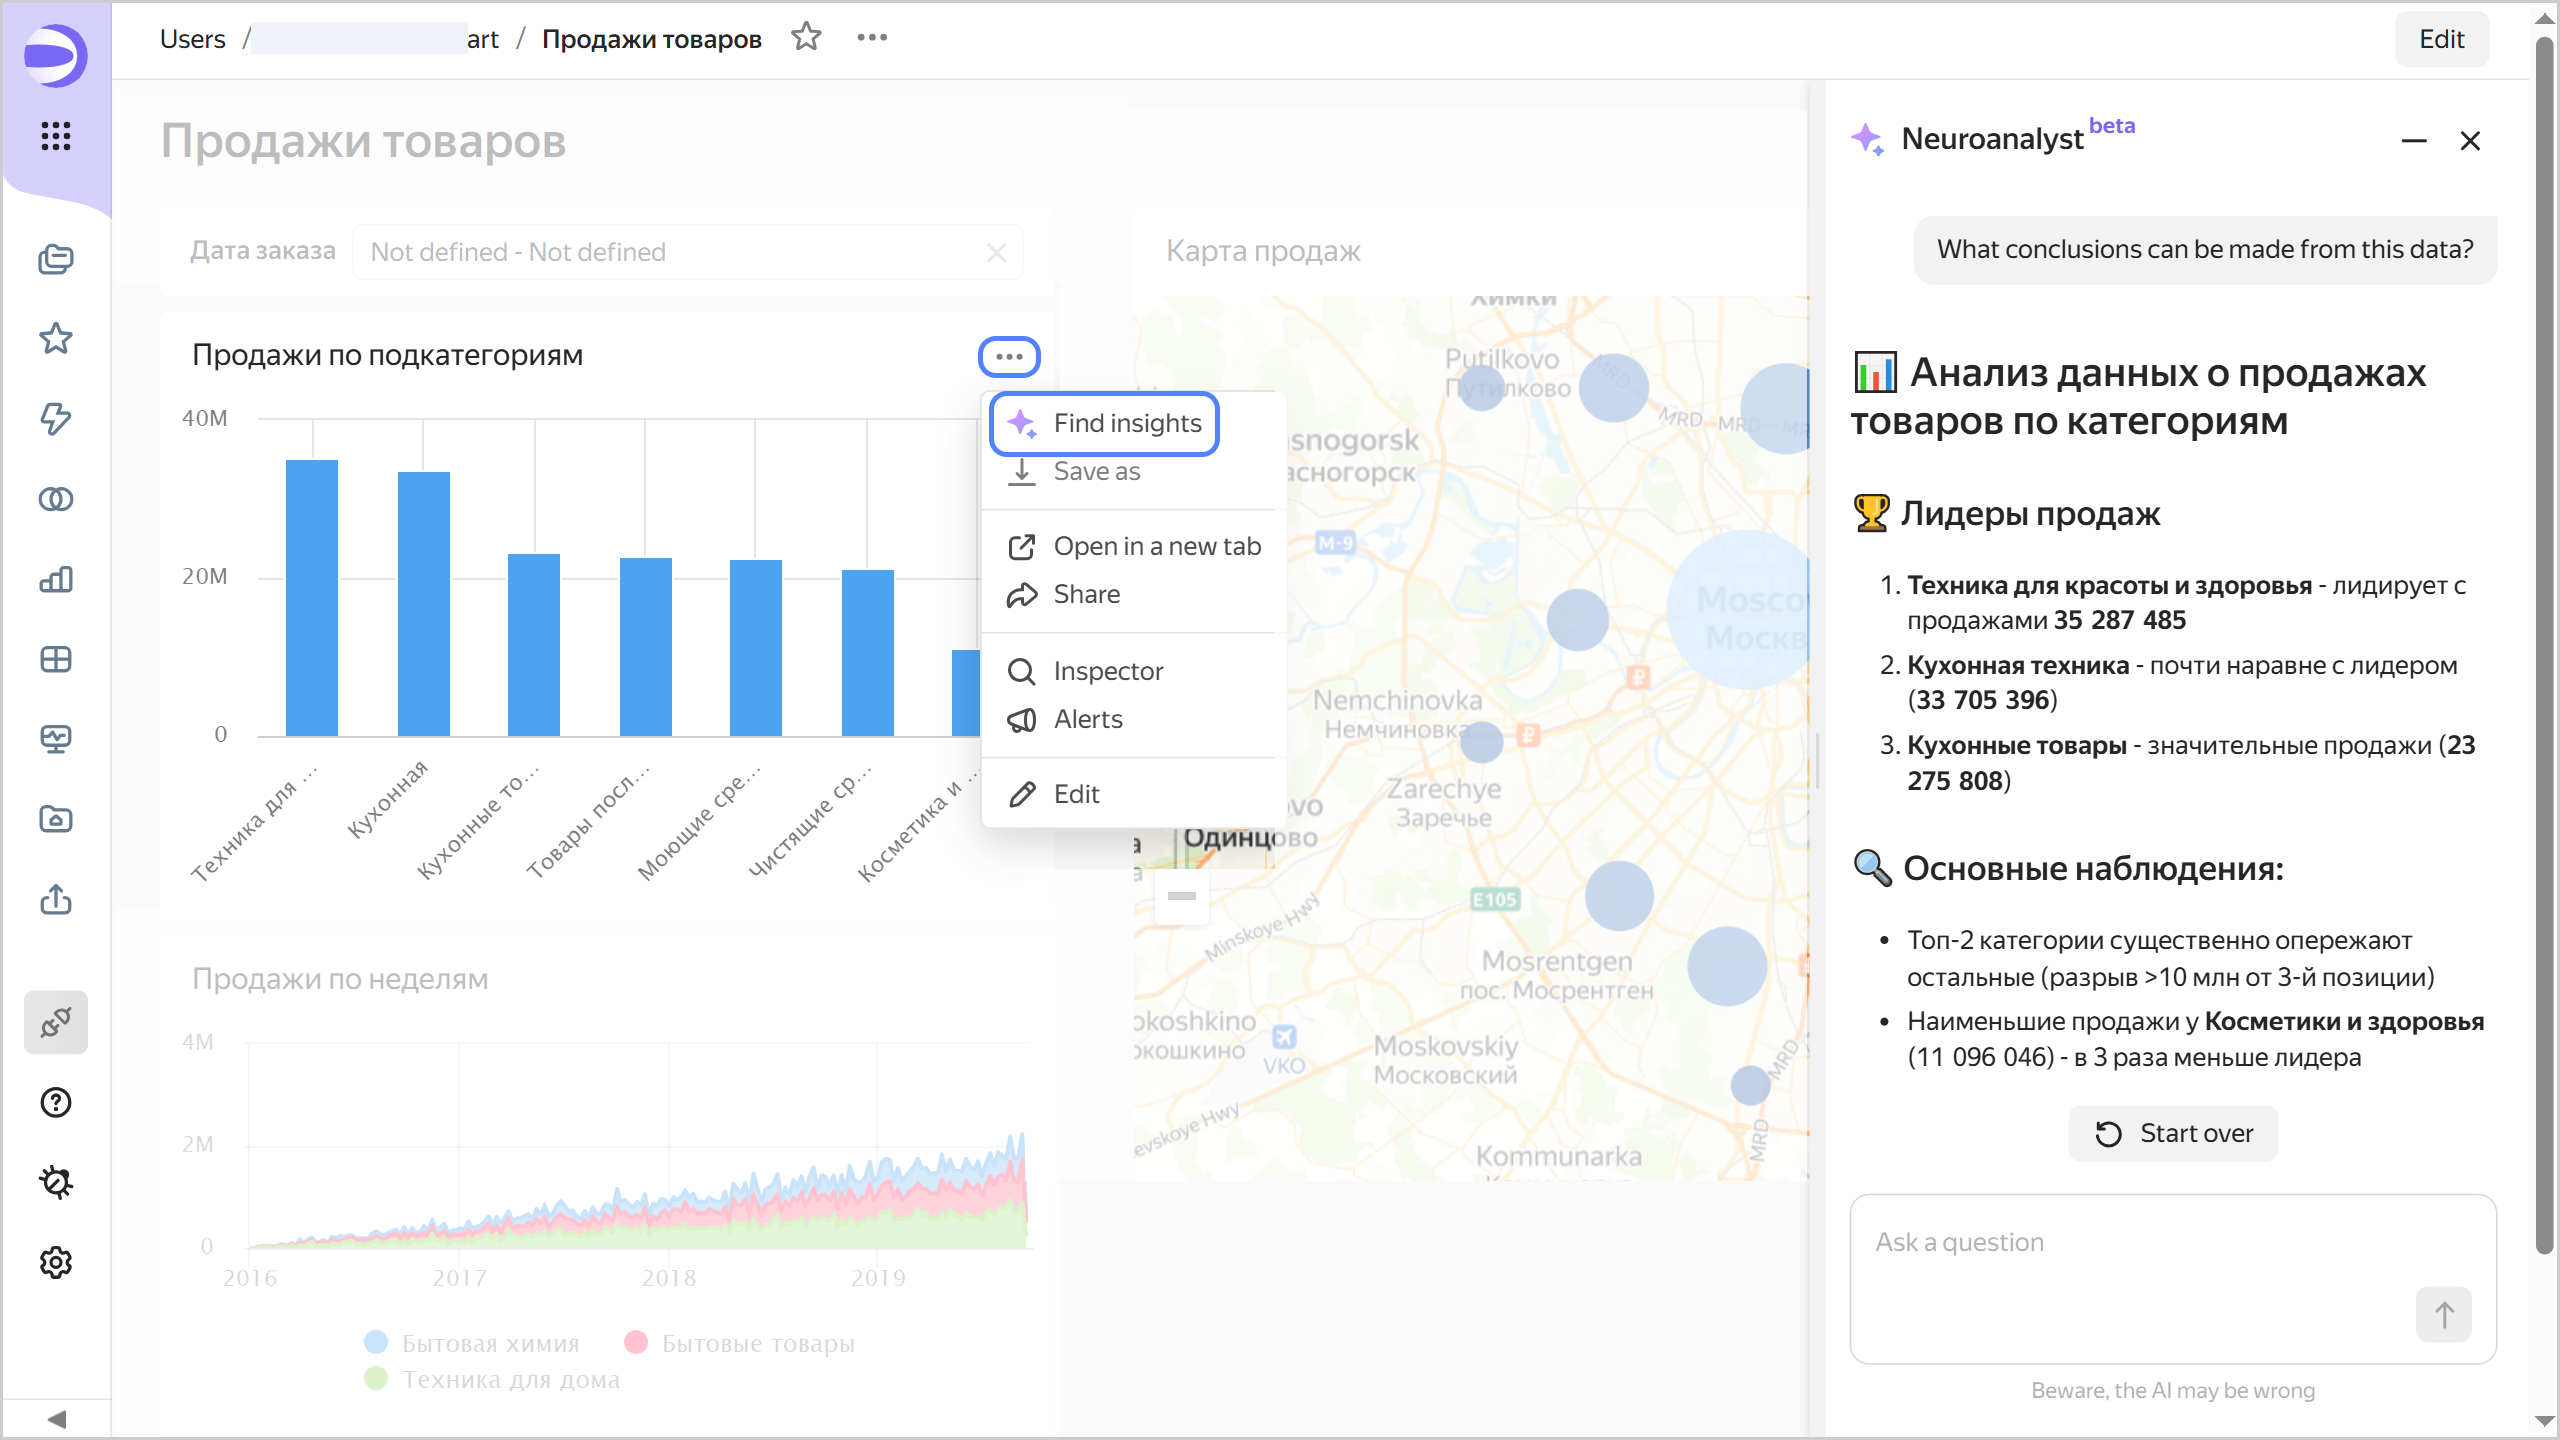 Users / art / Продажи товаров
Edit
Продажи товаров
Дата заказа
Not defined - Not defined
Продажи по подкатегориям
40M
20M
0
Техника для ...
Кухонная
Кухонные то...
Товары посл...
Моющие сре...
Чистящие ср...
Косметика и ...
Find insights
Save as
Open in a new tab
Share
Inspector
Alerts
Edit
Продажи по неделям
4M
2M
0
2016
2017
2018
2019
Бытовая химия
Бытовые товары
Техника для дома
Карта продаж
Химки
Putilkovo
Путилково
MRD
MRD
MRD
snogorsk
асногорск
M-9
Mosco
Москв
Nemchinovka
Немчиновка
Zarechye
Заречье
Одинцово
E105
Minskoye Hwy
Mosrentgen
пос. Мосрентген
okoshkino
окошкино
VKO
Moskovskiy
Московский
MRD
evskoye Hwy
MRD
Kommunarka
Neuroanalyst beta
What conclusions can be made from this data?
Анализ данных о продажах
товаров по категориям
Лидеры продаж
1. Техника для красоты и здоровья - лидирует с
продажами 35 287 485
2. Кухонная техника - почти наравне с лидером
(33 705 396)
3. Кухонные товары - значительные продажи (23
275 808)
Основные наблюдения:
• Топ-2 категории существенно опережают
остальные (разрыв >10 млн от 3-й позиции)
• Наименьшие продажи у Косметики и здоровья
(11 096 046) - в 3 раза меньше лидера
Start over
Ask a question
Beware, the AI may be wrong